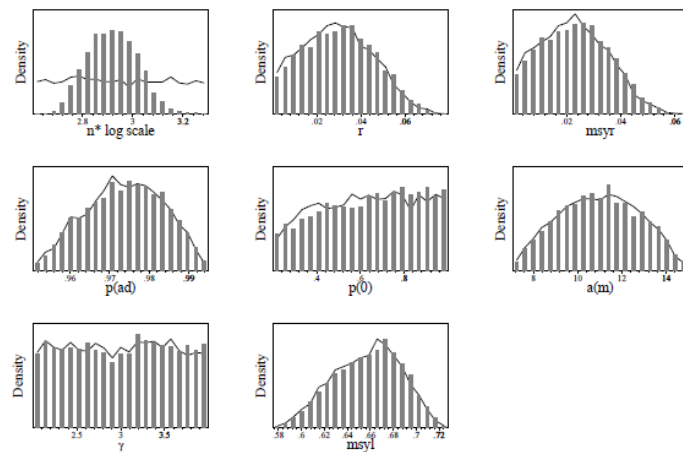 Density
2.8 3 3.2
n* log scale
Density
.02 .04 .06
r
Density
.02 .04 .06
msyr
Density
.96 .97 .98 .99
p(ad)
Density
.4 .6 .8
p(0)
Density
8 10 12 14
a(m)
Density
2.5 3 3.5
γ
Density
.58 .6 .62 .64 .66 .68 .7 .72
msyl